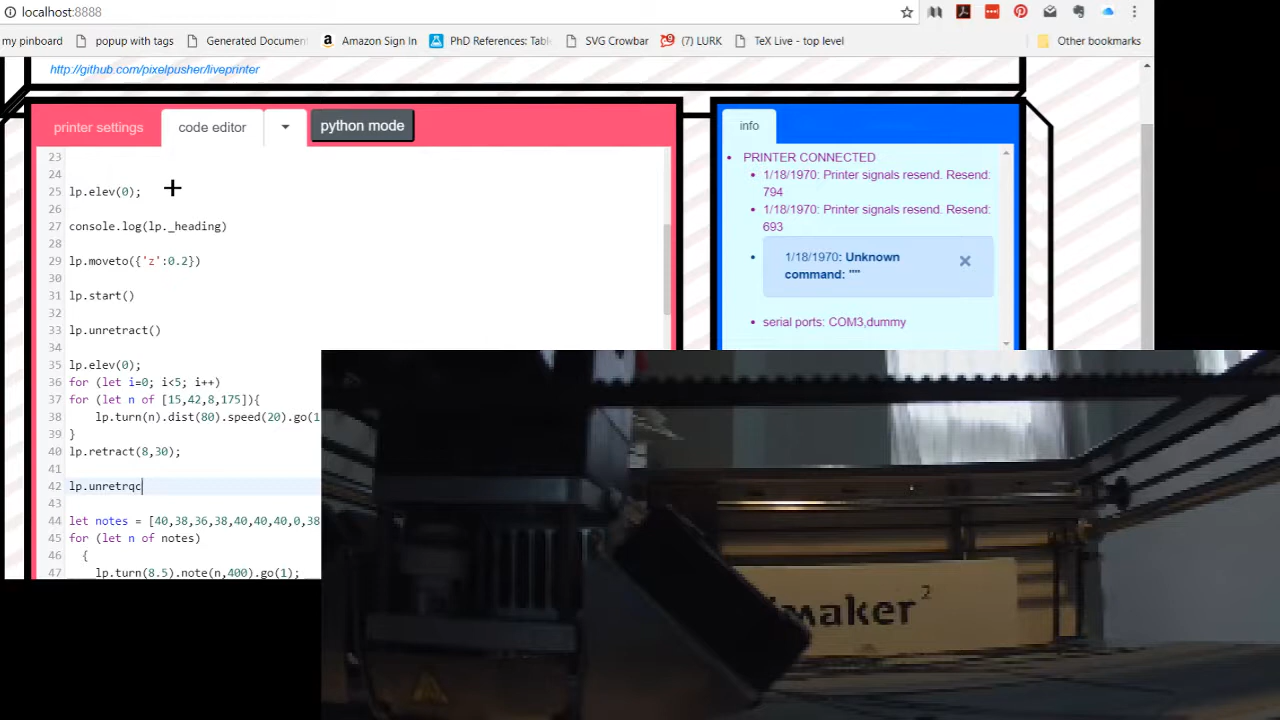 localhost:8888
my pinboard popup with tags Generated Documen Amazon Sign In PhD References: Table SVG Crowbar (7) LURK TeX Live - top level Other bookmarks
http://github.com/pixelpusher/liveprinter
printer settings code editor python mode
info
23
24
25 lp.elev(0);
26
27 console.log(lp._heading)
28
29 lp.moveto({'z':0.2})
30
31 lp.start()
32
33 lp.unretract()
34
35 lp.elev(0);
36 for (let i=0; i<5; i++)
37 for (let n of [15,42,8,175]){
38 lp.turn(n).dist(80).speed(20).go(1
39 }
40 lp.retract(8,30);
41
42 lp.unretrqc
43
44 let notes = [40,38,36,38,40,40,40,0,38
45 for (let n of notes)
46 {
47 lp.turn(8.5).note(n,400).go(1);
PRINTER CONNECTED
1/18/1970: Printer signals resend. Resend:
794
1/18/1970: Printer signals resend. Resend:
693
1/18/1970: Unknown
command: ""
×
serial ports: COM3,dummy
imaker 2